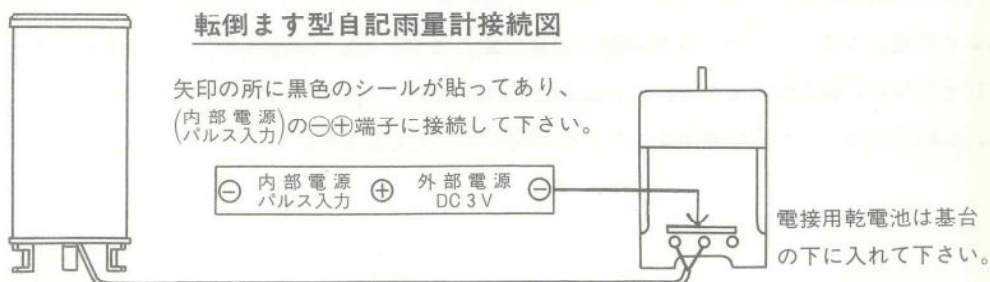 転倒ます型自記雨量計接続図
矢印の所に黒色のシールが貼ってあり、
(内部電源 パルス入力)の⊖⊕端子に接続して下さい。
⊖ 内部電源 パルス入力 ⊕ 外部電源 DC3V ⊖
電接用乾電池は基台
の下に入れて下さい。